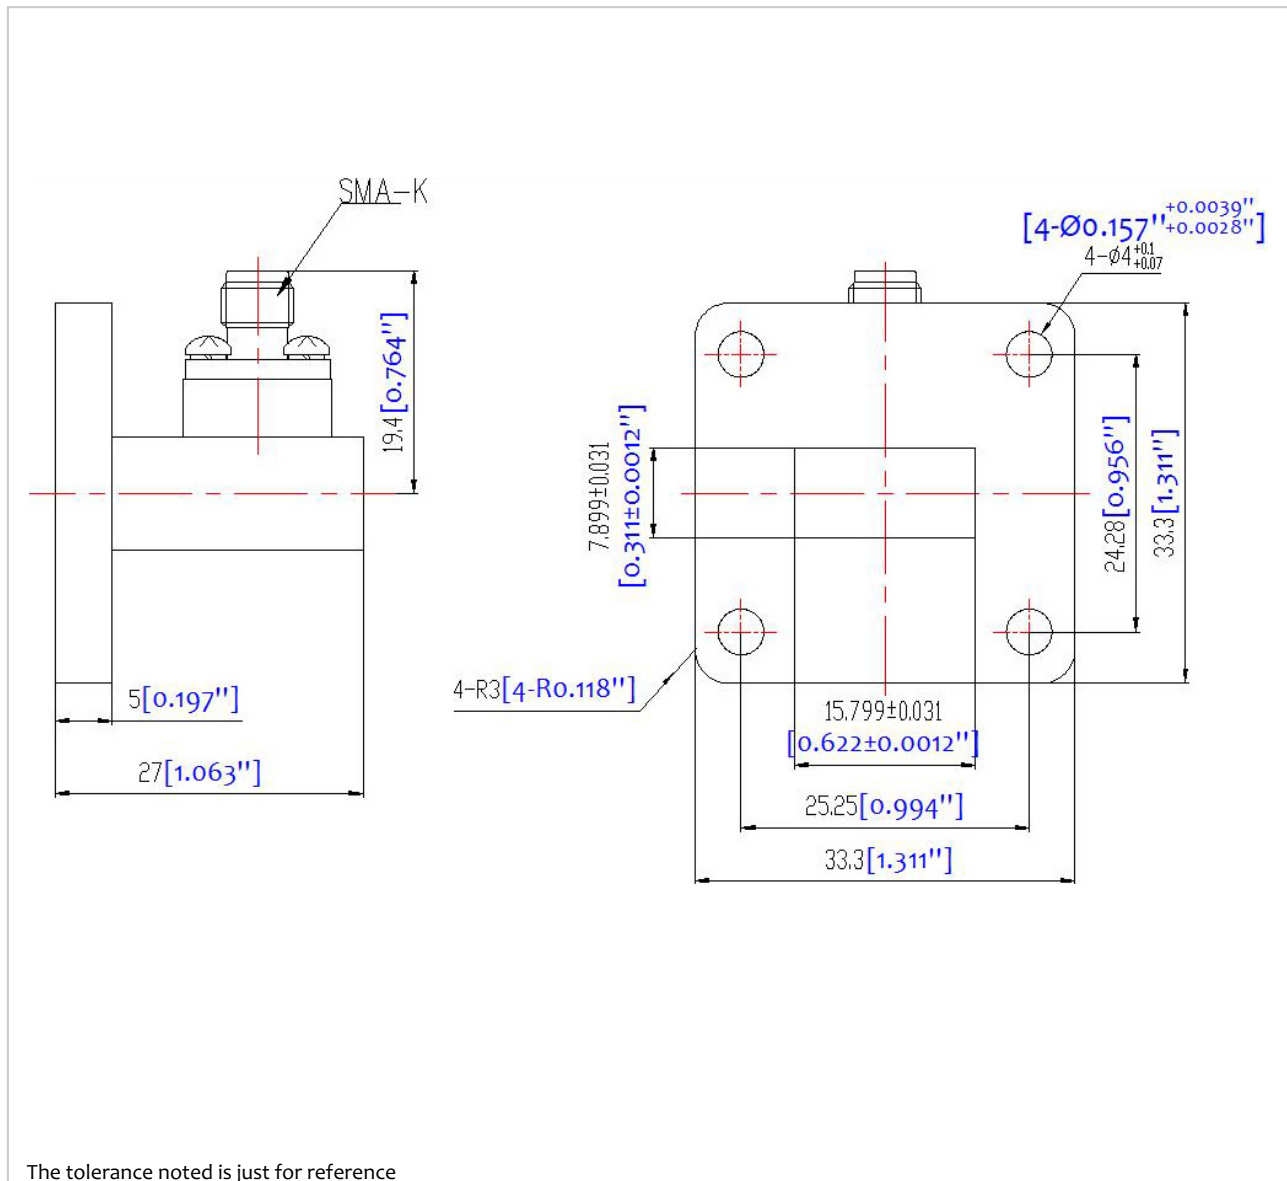 SMA-K
19.4[0.764"]
5[0.197"]
27[1.063"]
[4-Ø0.157" +0.0039" +0.0028"]
4-ϕ4 +0.1 +0.07
7.899±0.031
[0.311±0.0012"]
24.28[0.956"]
33.3[1.311"]
4-R3[4-R0.118"]
15.799±0.031
[0.622±0.0012"]
25.25[0.994"]
33.3[1.311"]
The tolerance noted is just for reference